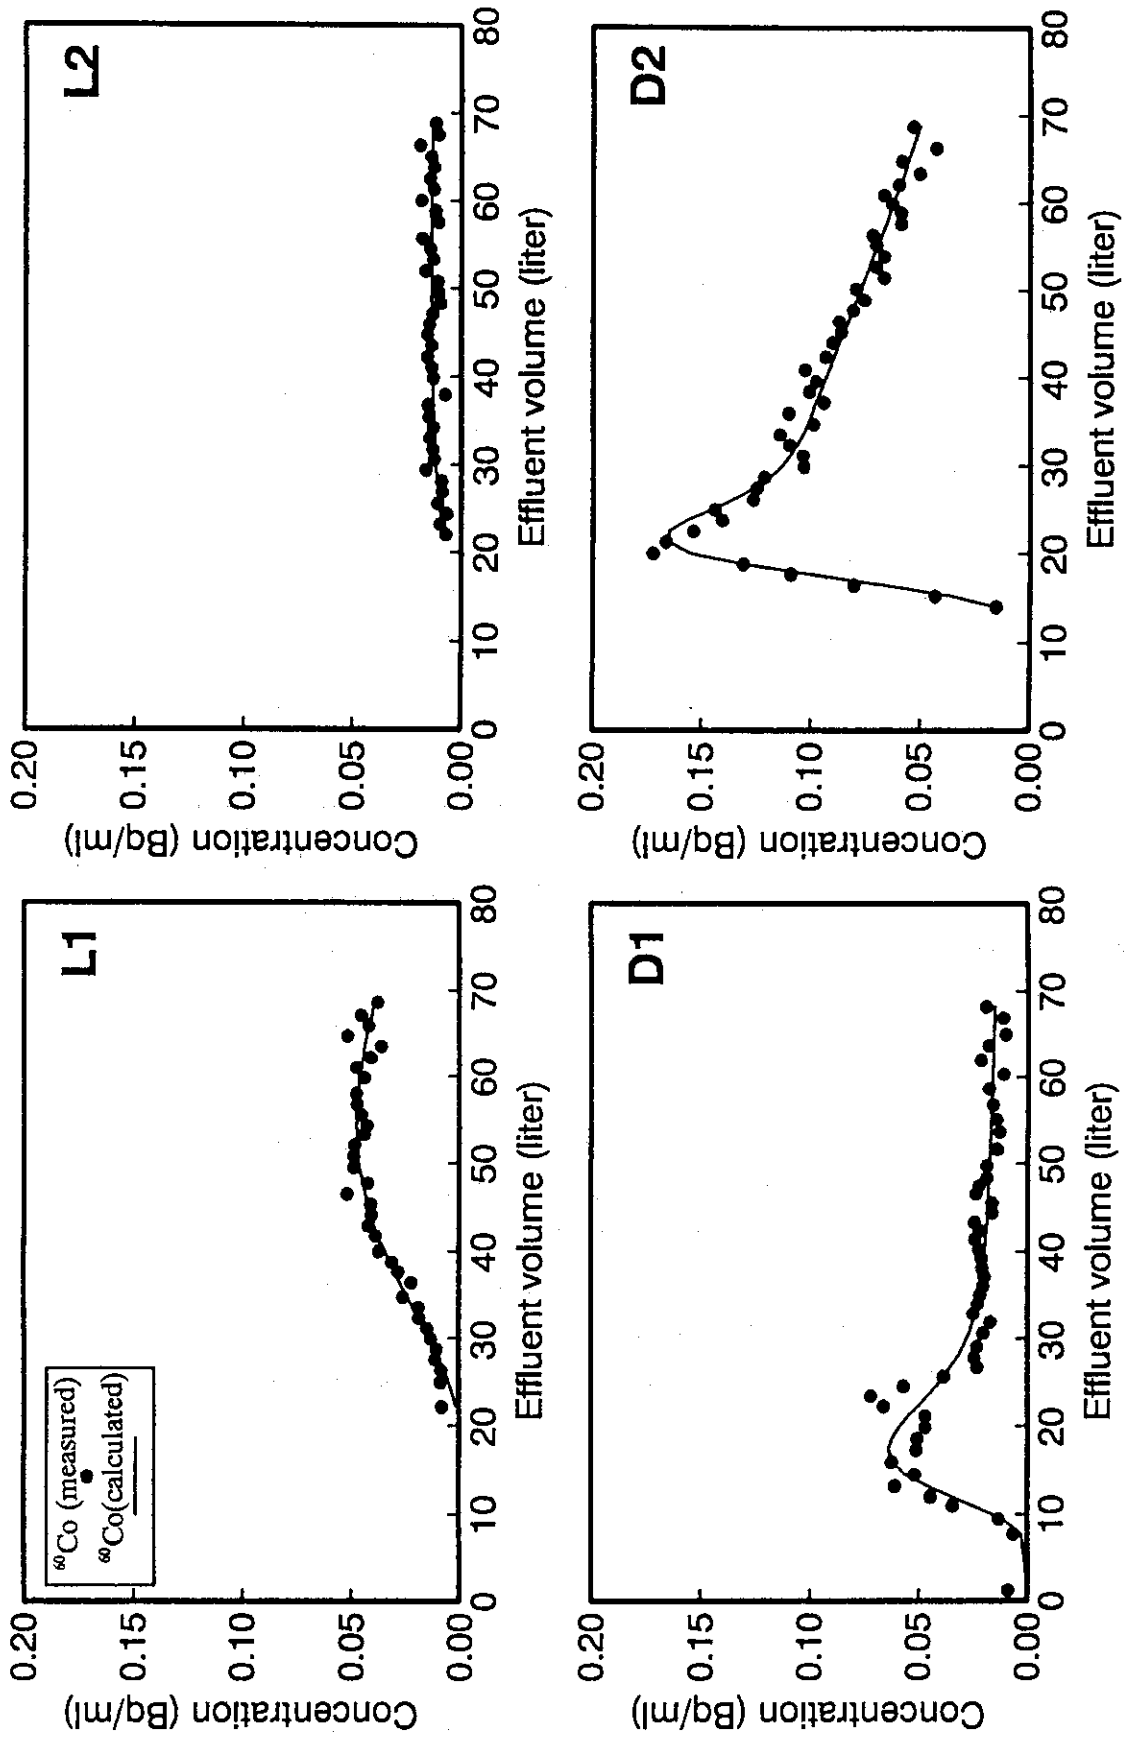 L1
⁶⁰Co (measured)
⁶⁰Co(calculated)
0.20
0.15
0.10
0.05
0.00
Concentration (Bq/ml)
0 10 20 30 40 50 60 70 80
Effluent volume (liter)
L2
0.20
0.15
0.10
0.05
0.00
Concentration (Bq/ml)
0 10 20 30 40 50 60 70 80
Effluent volume (liter)
D1
0.20
0.15
0.10
0.05
0.00
Concentration (Bq/ml)
0 10 20 30 40 50 60 70 80
Effluent volume (liter)
D2
0.20
0.15
0.10
0.05
0.00
Concentration (Bq/ml)
0 10 20 30 40 50 60 70 80
Effluent volume (liter)